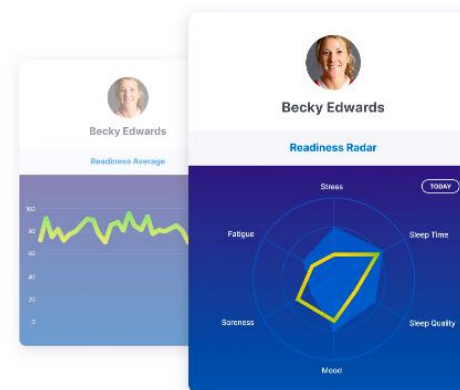 Becky Edwards
Readiness Average
100
80
60
40
20
0
Becky Edwards
Readiness Radar
TODAY
Stress
Fatigue
Sleep Time
Soreness
Sleep Quality
Mood